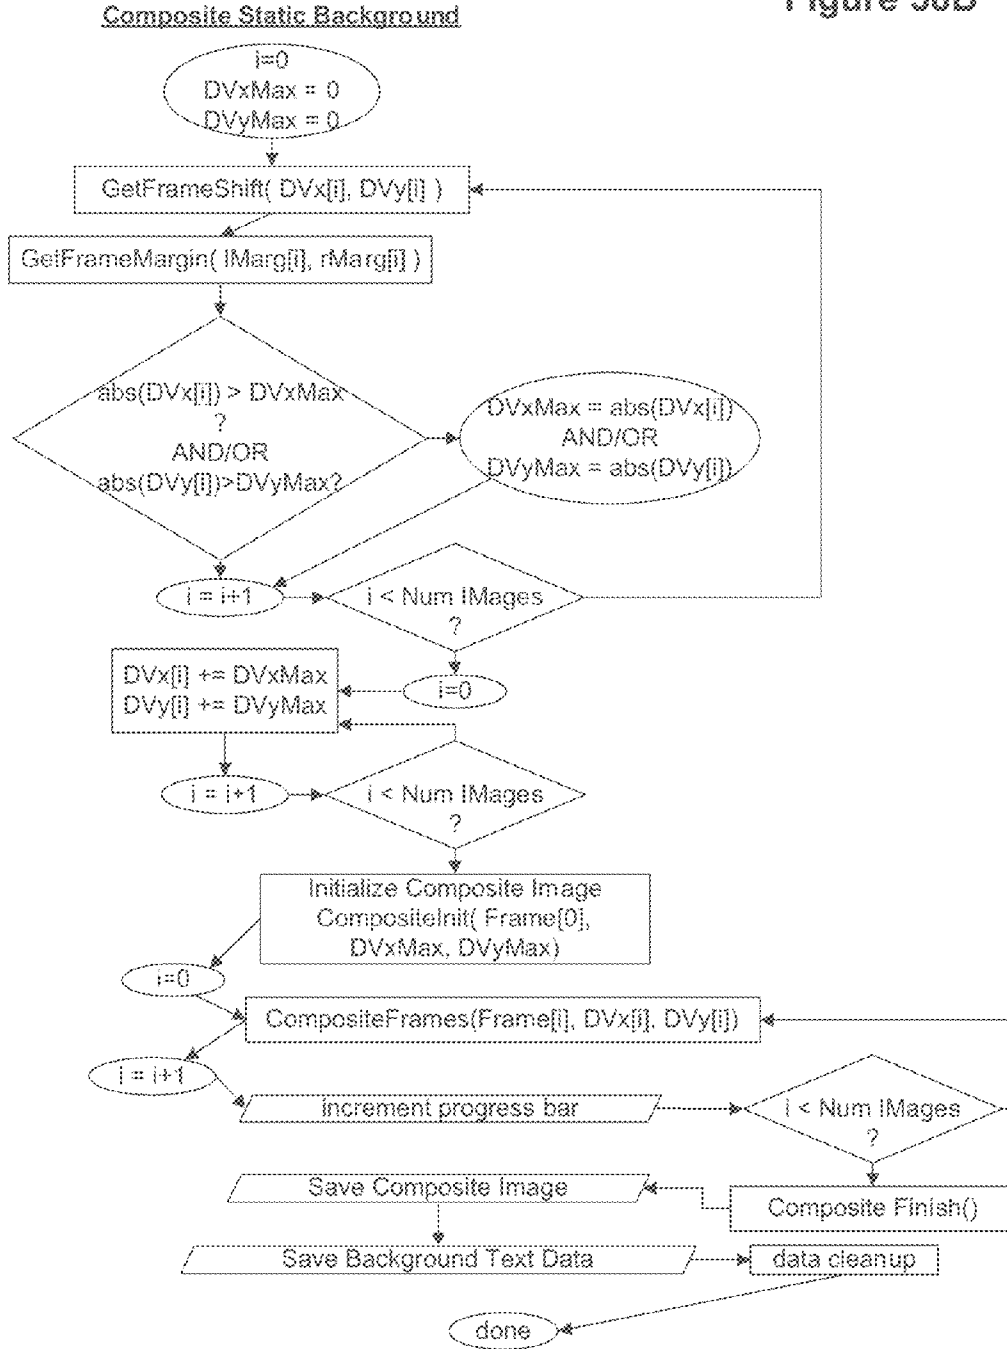 Composite Static Background
i=0
DVxMax = 0
DVyMax = 0
GetFrameShift( DVx[i], DVy[i] )
GetFrameMargin( lMarg[i], rMarg[i] )
abs(DVx[i]) > DVxMax
?
AND/OR
abs(DVy[i])>DVyMax?
DVxMax = abs(DVx[i])
AND/OR
DVyMax = abs(DVy[i])
i = i+1
i < Num IMages
?
i=0
DVx[i] += DVxMax
DVy[i] += DVyMax
i = i+1
i < Num IMages
?
Initialize Composite Image
CompositeInit( Frame[0],
DVxMax, DVyMax)
i=0
CompositeFrames(Frame[i], DVx[i], DVy[i])
i = i+1
increment progress bar
i < Num IMages
?
Composite Finish()
Save Composite Image
Save Background Text Data
data cleanup
done